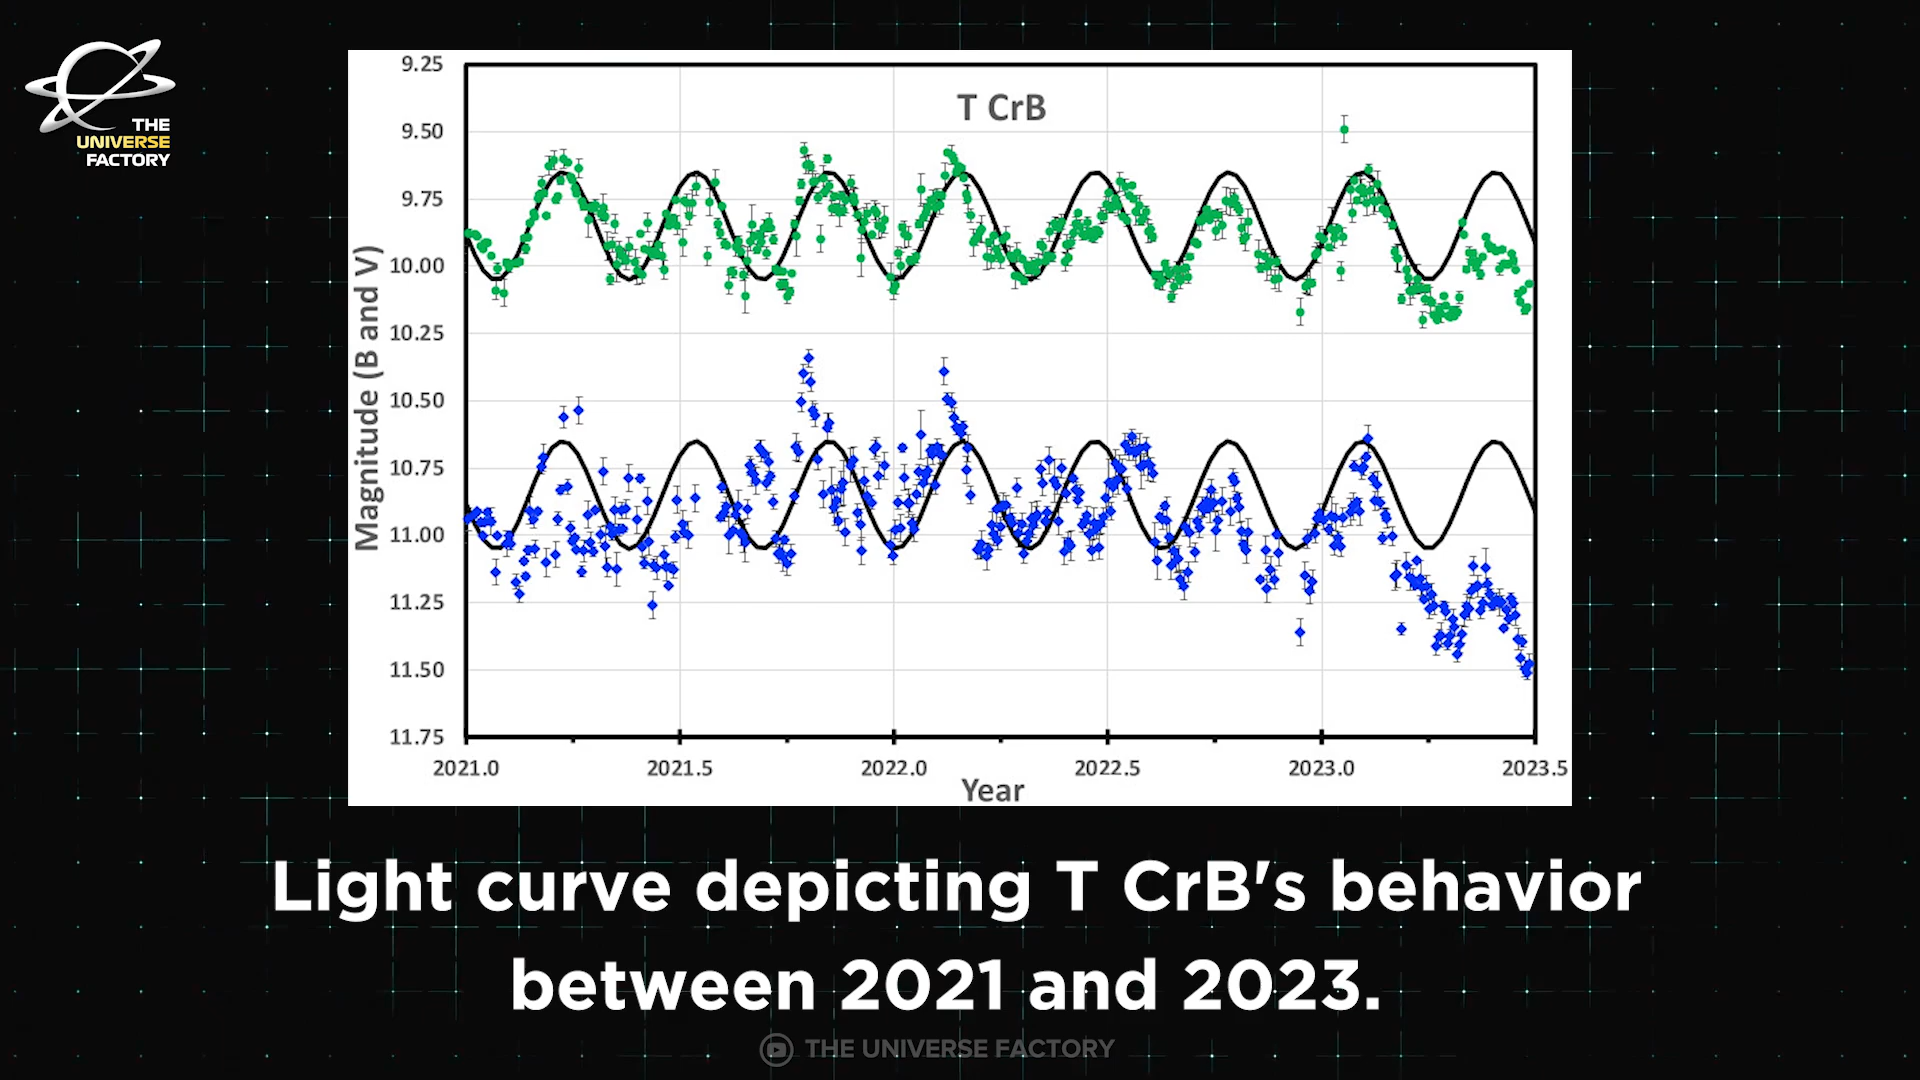 THE
UNIVERSE
FACTORY
T CrB
Magnitude (B and V)
9.25
9.50
9.75
10.00
10.25
10.50
10.75
11.00
11.25
11.50
11.75
2021.0 2021.5 2022.0 2022.5 2023.0 2023.5
Year
Light curve depicting T CrB's behavior
between 2021 and 2023.
THE UNIVERSE FACTORY